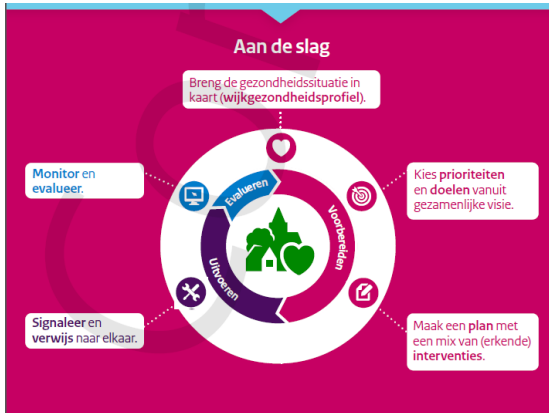 Aan de slag
Breng de gezondheidssituatie in
kaart (wijkgezondheidsprofiel).
Monitor en
evalueer.
Kies prioriteiten
en doelen vanuit
gezamenlijke visie.
Evalueren
Voorbereiden
Uitvoeren
Signaleer en
verwijs naar elkaar.
Maak een plan met
een mix van (erkende)
interventies.